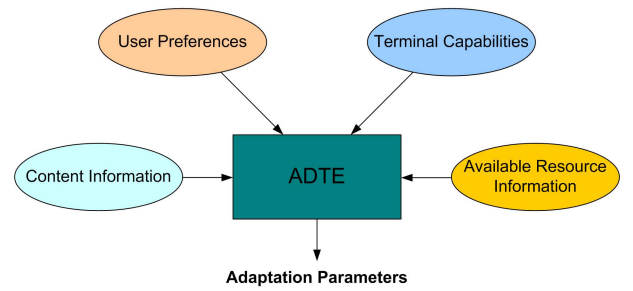 User Preferences
Terminal Capabilities
Content Information
ADTE
Available Resource
Information
Adaptation Parameters